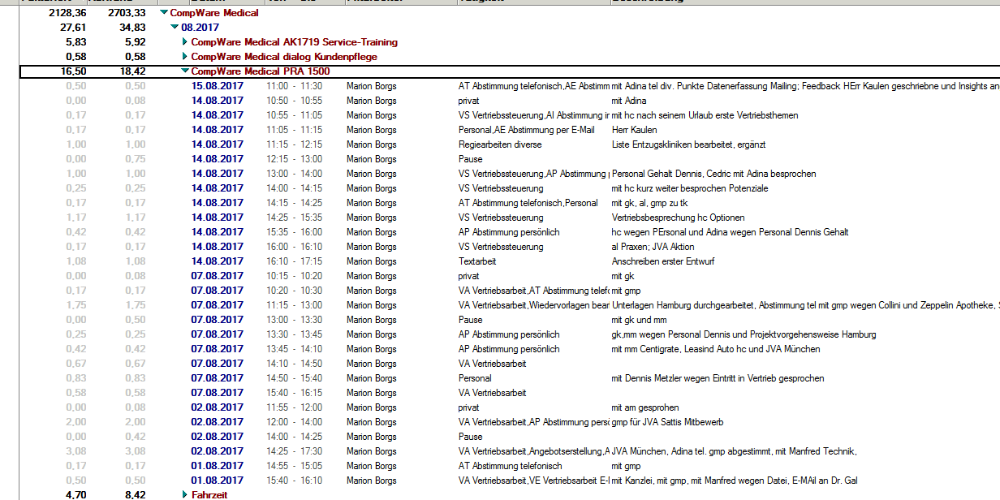 2128,36 2703,33 CompWare Medical
27,61 34,83 08.2017
5,83 5,92 CompWare Medical AK1719 Service-Training
0,58 0,58 CompWare Medical dialog Kundenpflege
16,50 18,42 CompWare Medical PRA 1500
0,50 0,50 15.08.2017 11:00 - 11:30 Marion Borgs AT Abstimmung telefonisch,AE Abstimm mit Adina tel div. Punkte Datenerfassung Mailing; Feedback HErr Kaulen geschriebne und Insights an
0,00 0,08 14.08.2017 10:50 - 10:55 Marion Borgs privat mit Adina
0,17 0,17 14.08.2017 10:55 - 11:05 Marion Borgs VS Vertriebssteuerung,AI Abstimmung ir mit hc nach seinem Urlaub erste Vertriebsthemen
0,17 0,17 14.08.2017 11:05 - 11:15 Marion Borgs Personal,AE Abstimmung per E-Mail Herr Kaulen
1,00 1,00 14.08.2017 11:15 - 12:15 Marion Borgs Regiearbeiten diverse Liste Entzugskliniken bearbeitet, ergänzt
0,00 0,75 14.08.2017 12:15 - 13:00 Marion Borgs Pause
1,00 1,00 14.08.2017 13:00 - 14:00 Marion Borgs VS Vertriebssteuerung,AP Abstimmung Personal Gehalt Dennis, Cedric mit Adina besprochen
0,25 0,25 14.08.2017 14:00 - 14:15 Marion Borgs VS Vertriebssteuerung mit hc kurz weiter besprochen Potenziale
0,17 0,17 14.08.2017 14:15 - 14:25 Marion Borgs AT Abstimmung telefonisch,Personal mit gk, al, gmp zu tk
1,17 1,17 14.08.2017 14:25 - 15:35 Marion Borgs VS Vertriebssteuerung Vertriebsbesprechung hc Optionen
0,42 0,42 14.08.2017 15:35 - 16:00 Marion Borgs AP Abstimmung persönlich hc wegen PErsonal und Adina wegen Personal Dennis Gehalt
0,17 0,17 14.08.2017 16:00 - 16:10 Marion Borgs VS Vertriebssteuerung al Praxen; JVA Aktion
1,08 1,08 14.08.2017 16:10 - 17:15 Marion Borgs Textarbeit Anschreiben erster Entwurf
0,00 0,08 07.08.2017 10:15 - 10:20 Marion Borgs privat mit gk
0,17 0,17 07.08.2017 10:20 - 10:30 Marion Borgs VA Vertriebsarbeit,AT Abstimmung telef mit gmp
1,75 1,75 07.08.2017 11:15 - 13:00 Marion Borgs VA Vertriebsarbeit,Wiedervorlagen bear Unterlagen Hamburg durchgearbeitet, Abstimmung tel mit gmp wegen Collini und Zeppelin Apotheke,
0,00 0,50 07.08.2017 13:00 - 13:30 Marion Borgs Pause mit gk und mm
0,25 0,25 07.08.2017 13:30 - 13:45 Marion Borgs AP Abstimmung persönlich gk,mm wegen Personal Dennis und Projektvorgehensweise Hamburg
0,42 0,42 07.08.2017 13:45 - 14:10 Marion Borgs AP Abstimmung persönlich mit mm Centigrate, Leasind Auto hc und JVA München
0,67 0,67 07.08.2017 14:10 - 14:50 Marion Borgs VA Vertriebsarbeit
0,83 0,83 07.08.2017 14:50 - 15:40 Marion Borgs Personal mit Dennis Metzler wegen Eintritt in Vertrieb gesprochen
0,58 0,58 07.08.2017 15:40 - 16:15 Marion Borgs VA Vertriebsarbeit
0,00 0,08 02.08.2017 11:55 - 12:00 Marion Borgs privat mit am gesprohen
2,00 2,00 02.08.2017 12:00 - 14:00 Marion Borgs VA Vertriebsarbeit,AP Abstimmung pers gmp für JVA Sattis Mitbewerb
0,00 0,42 02.08.2017 14:00 - 14:25 Marion Borgs Pause
3,08 3,08 02.08.2017 14:25 - 17:30 Marion Borgs VA Vertriebsarbeit,Angebotserstellung,A JVA München, Adina tel. gmp abgestimmt, mit Manfred Technik,
0,17 0,17 01.08.2017 14:55 - 15:05 Marion Borgs AT Abstimmung telefonisch mit gmp
0,50 0,50 01.08.2017 15:40 - 16:10 Marion Borgs VA Vertriebsarbeit,VE Vertriebsarbeit E-I mit Kanzlei, mit gmp, mit Manfred wegen Datei, E-MAil an Dr. Gal
4,70 8,42 Fahrzeit